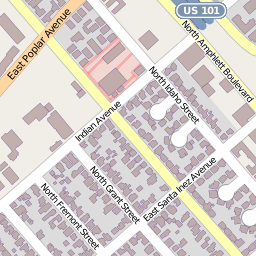 US 101
East Poplar Avenue
North Amphlett Boulevard
North Idaho Street
Indian Avenue
East Santa Inez Avenue
North Grant Street
North Fremont Street